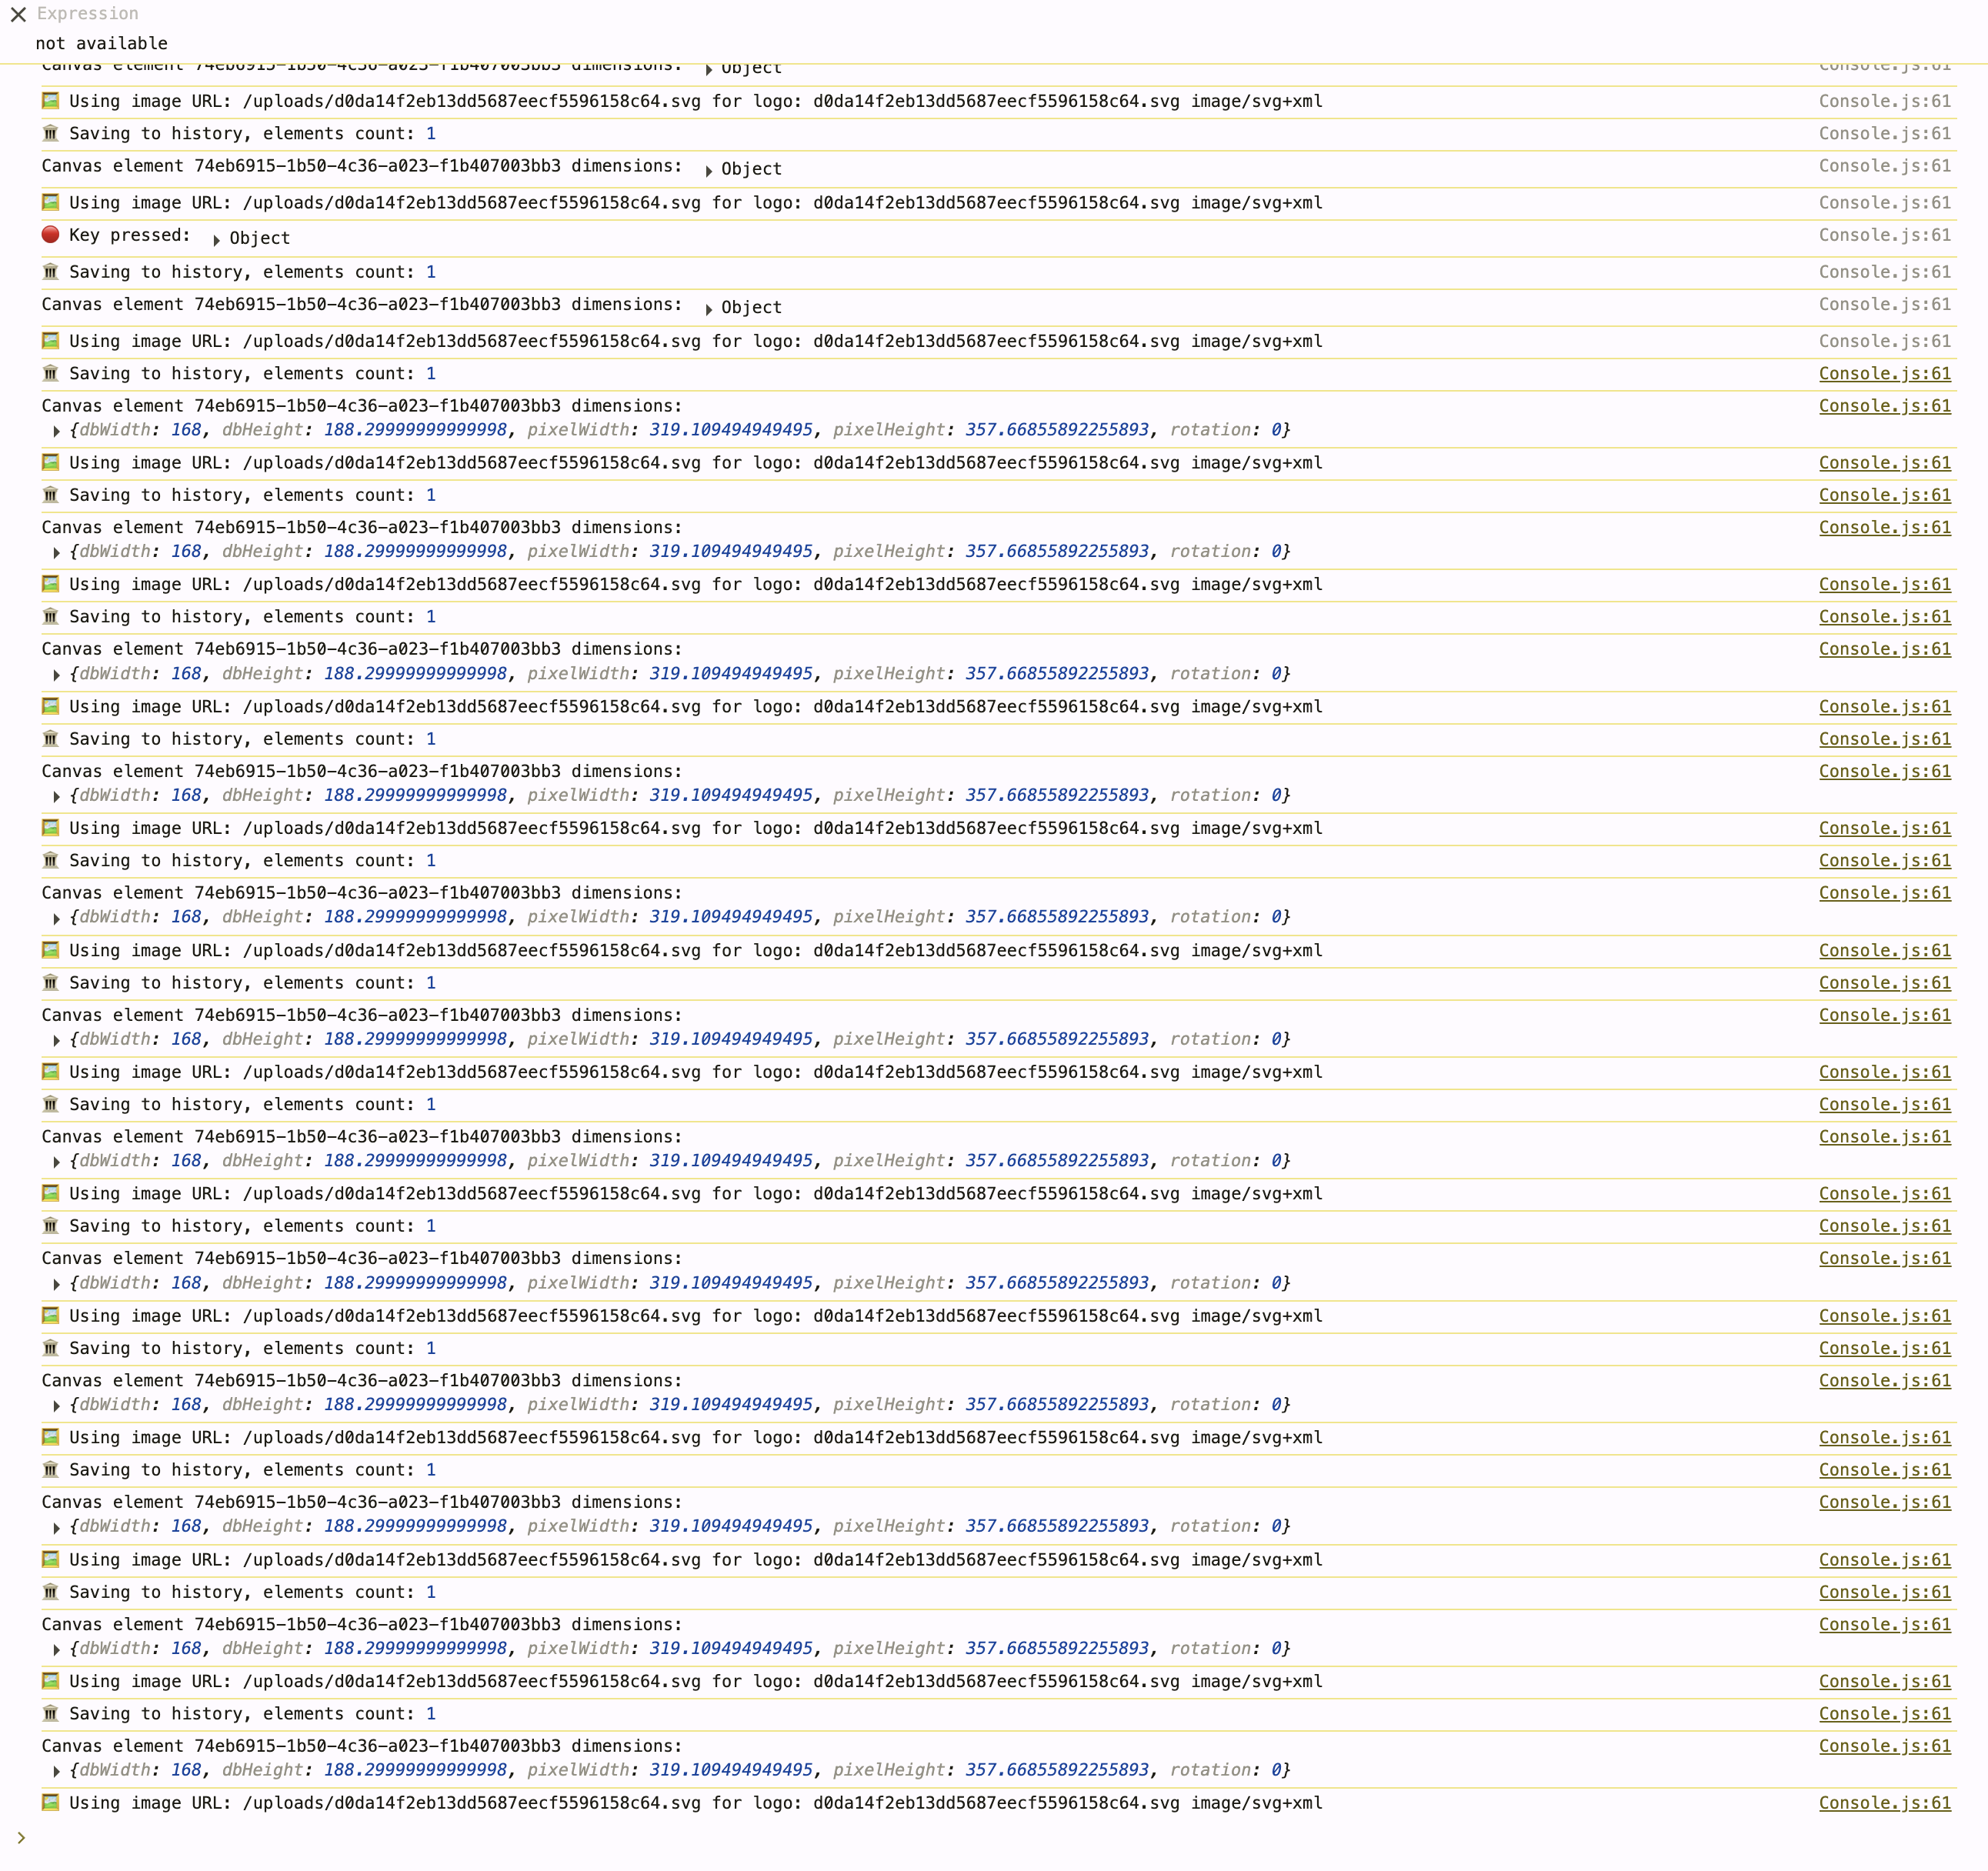 Expression
not available
Canvas element 74eb6915-1b50-4c36-a023-f1b407003bb3 dimensions: Object Console.js:61
Using image URL: /uploads/d0da14f2eb13dd5687eecf5596158c64.svg for logo: d0da14f2eb13dd5687eecf5596158c64.svg image/svg+xml Console.js:61
Saving to history, elements count: 1 Console.js:61
Canvas element 74eb6915-1b50-4c36-a023-f1b407003bb3 dimensions: Object Console.js:61
Using image URL: /uploads/d0da14f2eb13dd5687eecf5596158c64.svg for logo: d0da14f2eb13dd5687eecf5596158c64.svg image/svg+xml Console.js:61
Key pressed: Object Console.js:61
Saving to history, elements count: 1 Console.js:61
Canvas element 74eb6915-1b50-4c36-a023-f1b407003bb3 dimensions: Object Console.js:61
Using image URL: /uploads/d0da14f2eb13dd5687eecf5596158c64.svg for logo: d0da14f2eb13dd5687eecf5596158c64.svg image/svg+xml Console.js:61
Saving to history, elements count: 1 Console.js:61
Canvas element 74eb6915-1b50-4c36-a023-f1b407003bb3 dimensions: Console.js:61
{dbWidth: 168, dbHeight: 188.29999999999998, pixelWidth: 319.109494949495, pixelHeight: 357.66855892255893, rotation: 0}
Using image URL: /uploads/d0da14f2eb13dd5687eecf5596158c64.svg for logo: d0da14f2eb13dd5687eecf5596158c64.svg image/svg+xml Console.js:61
Saving to history, elements count: 1 Console.js:61
Canvas element 74eb6915-1b50-4c36-a023-f1b407003bb3 dimensions: Console.js:61
{dbWidth: 168, dbHeight: 188.29999999999998, pixelWidth: 319.109494949495, pixelHeight: 357.66855892255893, rotation: 0}
Using image URL: /uploads/d0da14f2eb13dd5687eecf5596158c64.svg for logo: d0da14f2eb13dd5687eecf5596158c64.svg image/svg+xml Console.js:61
Saving to history, elements count: 1 Console.js:61
Canvas element 74eb6915-1b50-4c36-a023-f1b407003bb3 dimensions: Console.js:61
{dbWidth: 168, dbHeight: 188.29999999999998, pixelWidth: 319.109494949495, pixelHeight: 357.66855892255893, rotation: 0}
Using image URL: /uploads/d0da14f2eb13dd5687eecf5596158c64.svg for logo: d0da14f2eb13dd5687eecf5596158c64.svg image/svg+xml Console.js:61
Saving to history, elements count: 1 Console.js:61
Canvas element 74eb6915-1b50-4c36-a023-f1b407003bb3 dimensions: Console.js:61
{dbWidth: 168, dbHeight: 188.29999999999998, pixelWidth: 319.109494949495, pixelHeight: 357.66855892255893, rotation: 0}
Using image URL: /uploads/d0da14f2eb13dd5687eecf5596158c64.svg for logo: d0da14f2eb13dd5687eecf5596158c64.svg image/svg+xml Console.js:61
Saving to history, elements count: 1 Console.js:61
Canvas element 74eb6915-1b50-4c36-a023-f1b407003bb3 dimensions: Console.js:61
{dbWidth: 168, dbHeight: 188.29999999999998, pixelWidth: 319.109494949495, pixelHeight: 357.66855892255893, rotation: 0}
Using image URL: /uploads/d0da14f2eb13dd5687eecf5596158c64.svg for logo: d0da14f2eb13dd5687eecf5596158c64.svg image/svg+xml Console.js:61
Saving to history, elements count: 1 Console.js:61
Canvas element 74eb6915-1b50-4c36-a023-f1b407003bb3 dimensions: Console.js:61
{dbWidth: 168, dbHeight: 188.29999999999998, pixelWidth: 319.109494949495, pixelHeight: 357.66855892255893, rotation: 0}
Using image URL: /uploads/d0da14f2eb13dd5687eecf5596158c64.svg for logo: d0da14f2eb13dd5687eecf5596158c64.svg image/svg+xml Console.js:61
Saving to history, elements count: 1 Console.js:61
Canvas element 74eb6915-1b50-4c36-a023-f1b407003bb3 dimensions: Console.js:61
{dbWidth: 168, dbHeight: 188.29999999999998, pixelWidth: 319.109494949495, pixelHeight: 357.66855892255893, rotation: 0}
Using image URL: /uploads/d0da14f2eb13dd5687eecf5596158c64.svg for logo: d0da14f2eb13dd5687eecf5596158c64.svg image/svg+xml Console.js:61
Saving to history, elements count: 1 Console.js:61
Canvas element 74eb6915-1b50-4c36-a023-f1b407003bb3 dimensions: Console.js:61
{dbWidth: 168, dbHeight: 188.29999999999998, pixelWidth: 319.109494949495, pixelHeight: 357.66855892255893, rotation: 0}
Using image URL: /uploads/d0da14f2eb13dd5687eecf5596158c64.svg for logo: d0da14f2eb13dd5687eecf5596158c64.svg image/svg+xml Console.js:61
Saving to history, elements count: 1 Console.js:61
Canvas element 74eb6915-1b50-4c36-a023-f1b407003bb3 dimensions: Console.js:61
{dbWidth: 168, dbHeight: 188.29999999999998, pixelWidth: 319.109494949495, pixelHeight: 357.66855892255893, rotation: 0}
Using image URL: /uploads/d0da14f2eb13dd5687eecf5596158c64.svg for logo: d0da14f2eb13dd5687eecf5596158c64.svg image/svg+xml Console.js:61
Saving to history, elements count: 1 Console.js:61
Canvas element 74eb6915-1b50-4c36-a023-f1b407003bb3 dimensions: Console.js:61
{dbWidth: 168, dbHeight: 188.29999999999998, pixelWidth: 319.109494949495, pixelHeight: 357.66855892255893, rotation: 0}
Using image URL: /uploads/d0da14f2eb13dd5687eecf5596158c64.svg for logo: d0da14f2eb13dd5687eecf5596158c64.svg image/svg+xml Console.js:61
Saving to history, elements count: 1 Console.js:61
Canvas element 74eb6915-1b50-4c36-a023-f1b407003bb3 dimensions: Console.js:61
{dbWidth: 168, dbHeight: 188.29999999999998, pixelWidth: 319.109494949495, pixelHeight: 357.66855892255893, rotation: 0}
Using image URL: /uploads/d0da14f2eb13dd5687eecf5596158c64.svg for logo: d0da14f2eb13dd5687eecf5596158c64.svg image/svg+xml Console.js:61
Saving to history, elements count: 1 Console.js:61
Canvas element 74eb6915-1b50-4c36-a023-f1b407003bb3 dimensions: Console.js:61
{dbWidth: 168, dbHeight: 188.29999999999998, pixelWidth: 319.109494949495, pixelHeight: 357.66855892255893, rotation: 0}
Using image URL: /uploads/d0da14f2eb13dd5687eecf5596158c64.svg for logo: d0da14f2eb13dd5687eecf5596158c64.svg image/svg+xml Console.js:61